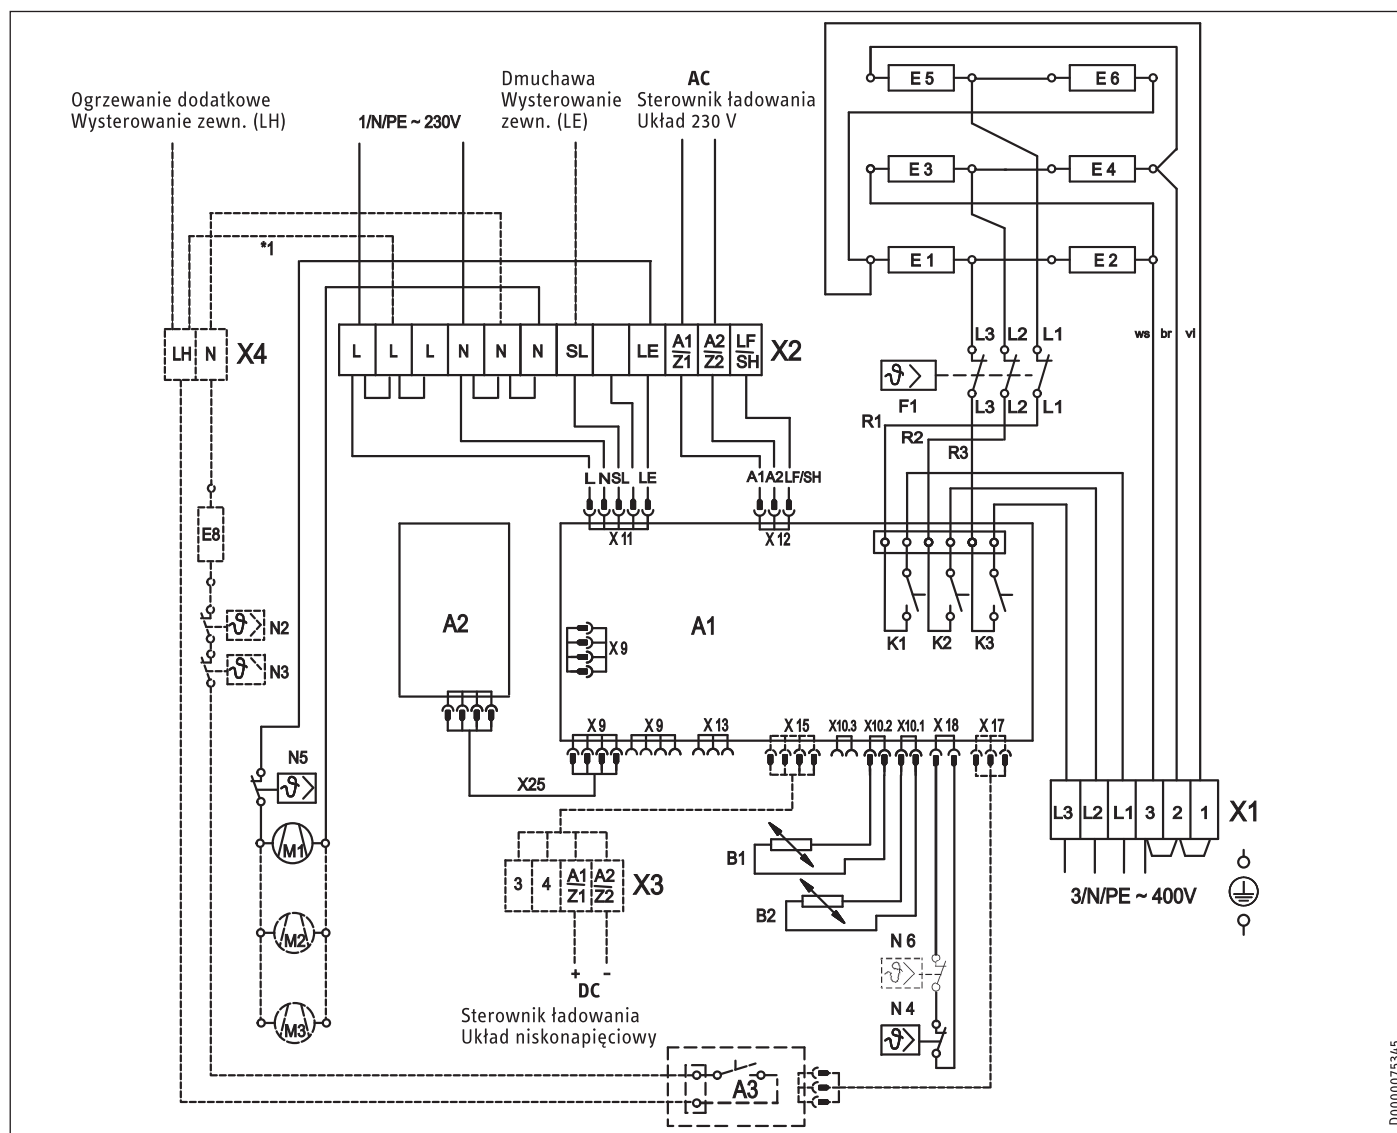 Ogrzewanie dodatkowe
Wysterowanie zewn. (LH)
1/N/PE ~ 230V
Dmuchawa
Wysterowanie
zewn. (LE)
AC
Sterownik ładowania
Układ 230 V
E 5
E 6
E 3
E 4
E 1
E 2
*1
LH
N
X4
L
L
L
N
N
N
SL
LE
A1
Z1
A2
Z2
LF
SH
X2
L3
L2
L1
ws
br
vi
F1
L3
L2
L1
R1
R2
R3
L
N
SL
LE
A1
A2
LF/SH
X 11
X 12
E8
N2
N3
A2
A1
X 9
K1
K2
K3
X 9
X 9
X 13
X 15
X10.3
X10.2
X10.1
X 18
X 17
N5
X25
M1
M2
M3
3
4
A1
Z1
A2
Z2
X3
+
-
DC
Sterownik ładowania
Układ niskonapięciowy
B1
B2
N 6
N 4
L3
L2
L1
3
2
1
X1
3/N/PE ~ 400V
A3
D0000075345